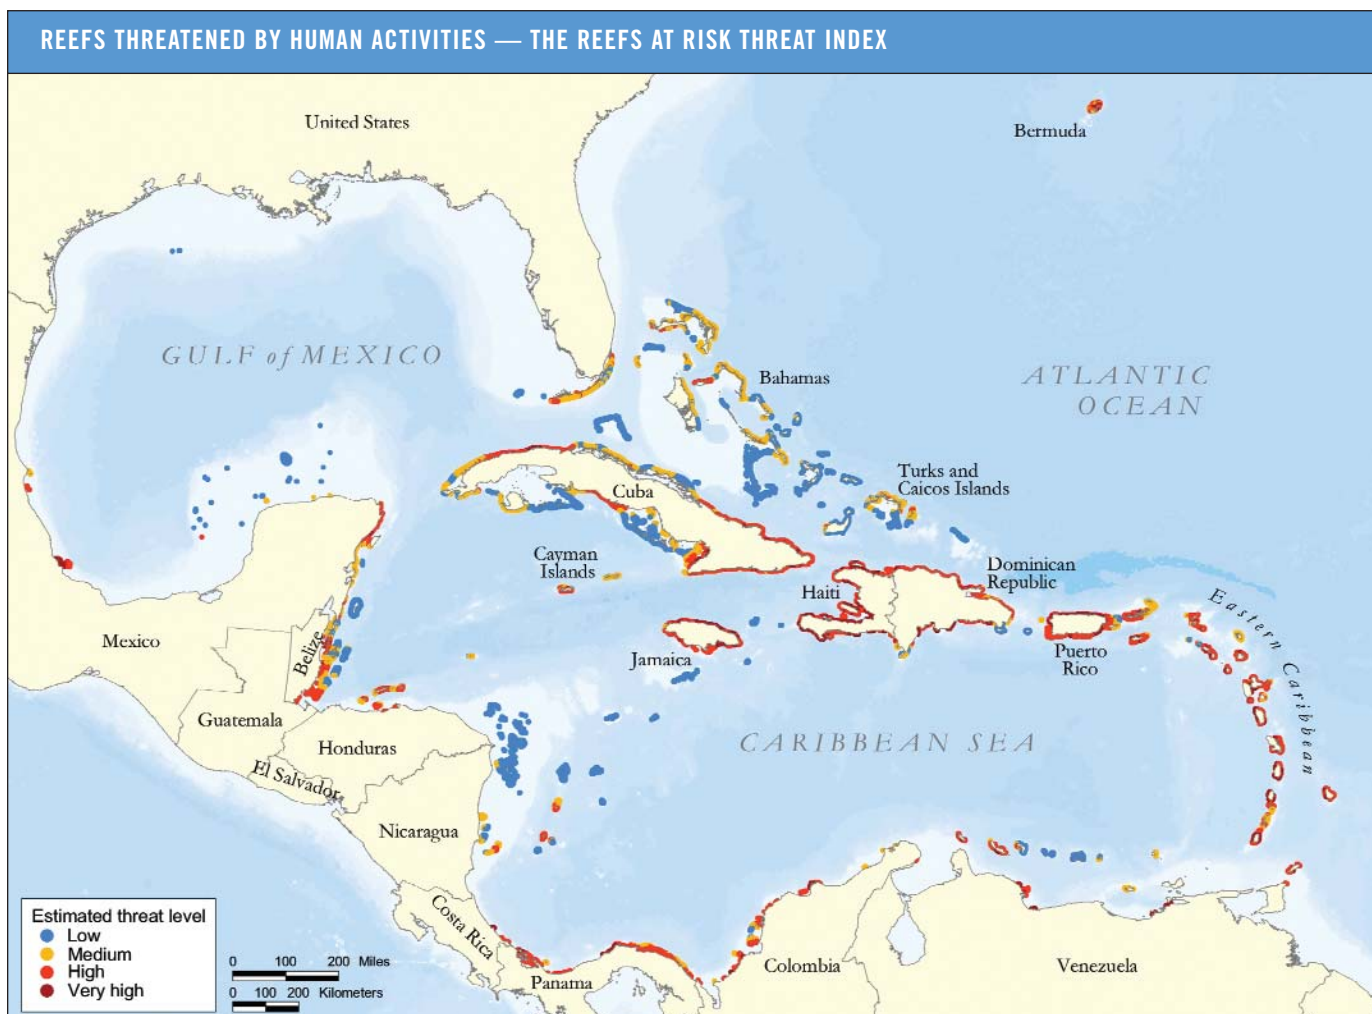 REEFS THREATENED BY HUMAN ACTIVITIES — THE REEFS AT RISK THREAT INDEX
United States
Bermuda
GULF of MEXICO
ATLANTIC
OCEAN
Bahamas
Turks and
Caicos Islands
Cuba
Cayman
Islands
Haiti
Dominican
Republic
Eastern Caribbean
Mexico
Belize
Jamaica
Puerto
Rico
Guatemala
Honduras
CARIBBEAN SEA
El Salvador
Nicaragua
Costa Rica
Panama
Colombia
Venezuela
Estimated threat level
Low
Medium
High
Very high
0 100 200 Miles
0 100 200 Kilometers